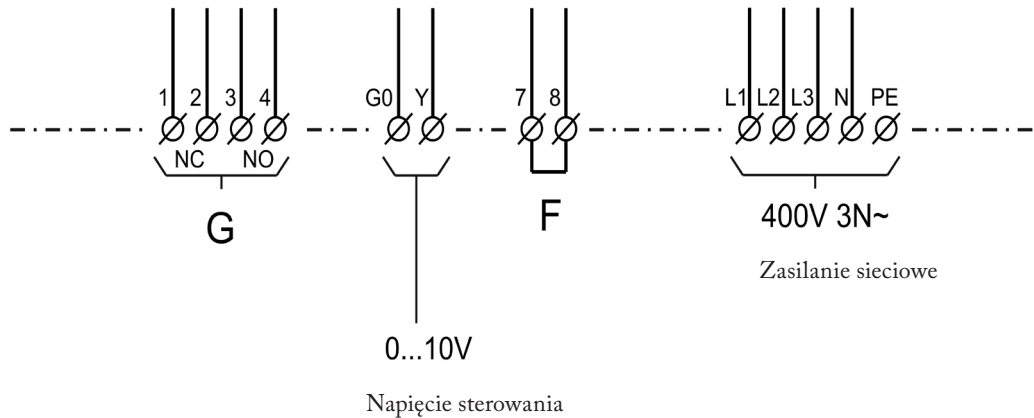 1 2 3 4 G0 Y 7 8 L1 L2 L3 N PE
NC NO
G F 400V 3N~
Zasilanie sieciowe
0...10V
Napięcie sterowania